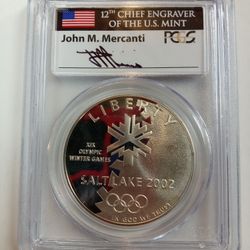 12TH CHIEF ENGRAVER
OF THE U.S. MINT
John M. Mercanti
PCGS
LIBERTY
XIX
OLYMPIC
WINTER GAMES
SALT LAKE 2002
IN GOD WE TRUST